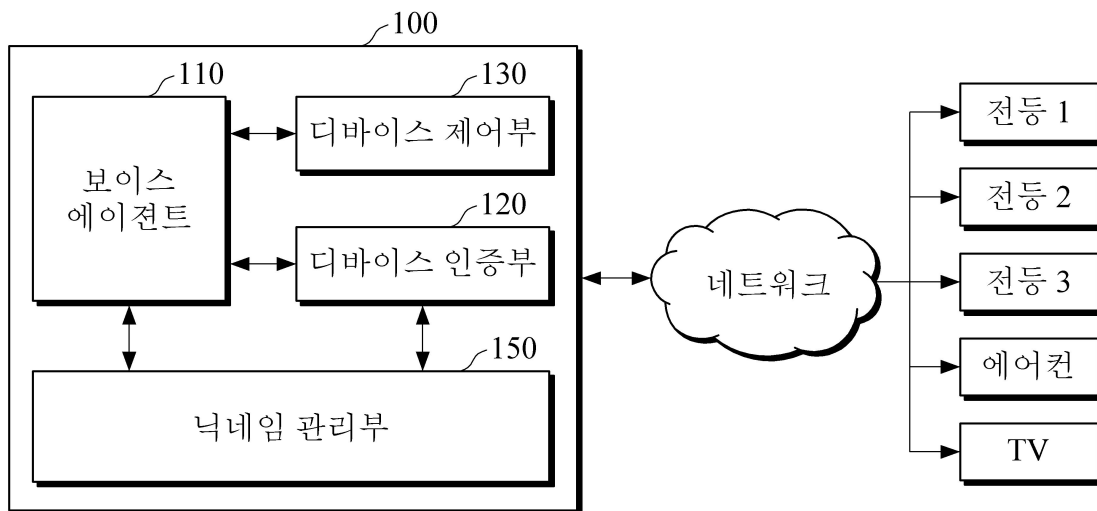 100
110
보이스
에이젼트
130
디바이스 제어부
120
디바이스 인증부
150
닉네임 관리부
네트워크
전등 1
전등 2
전등 3
에어컨
TV